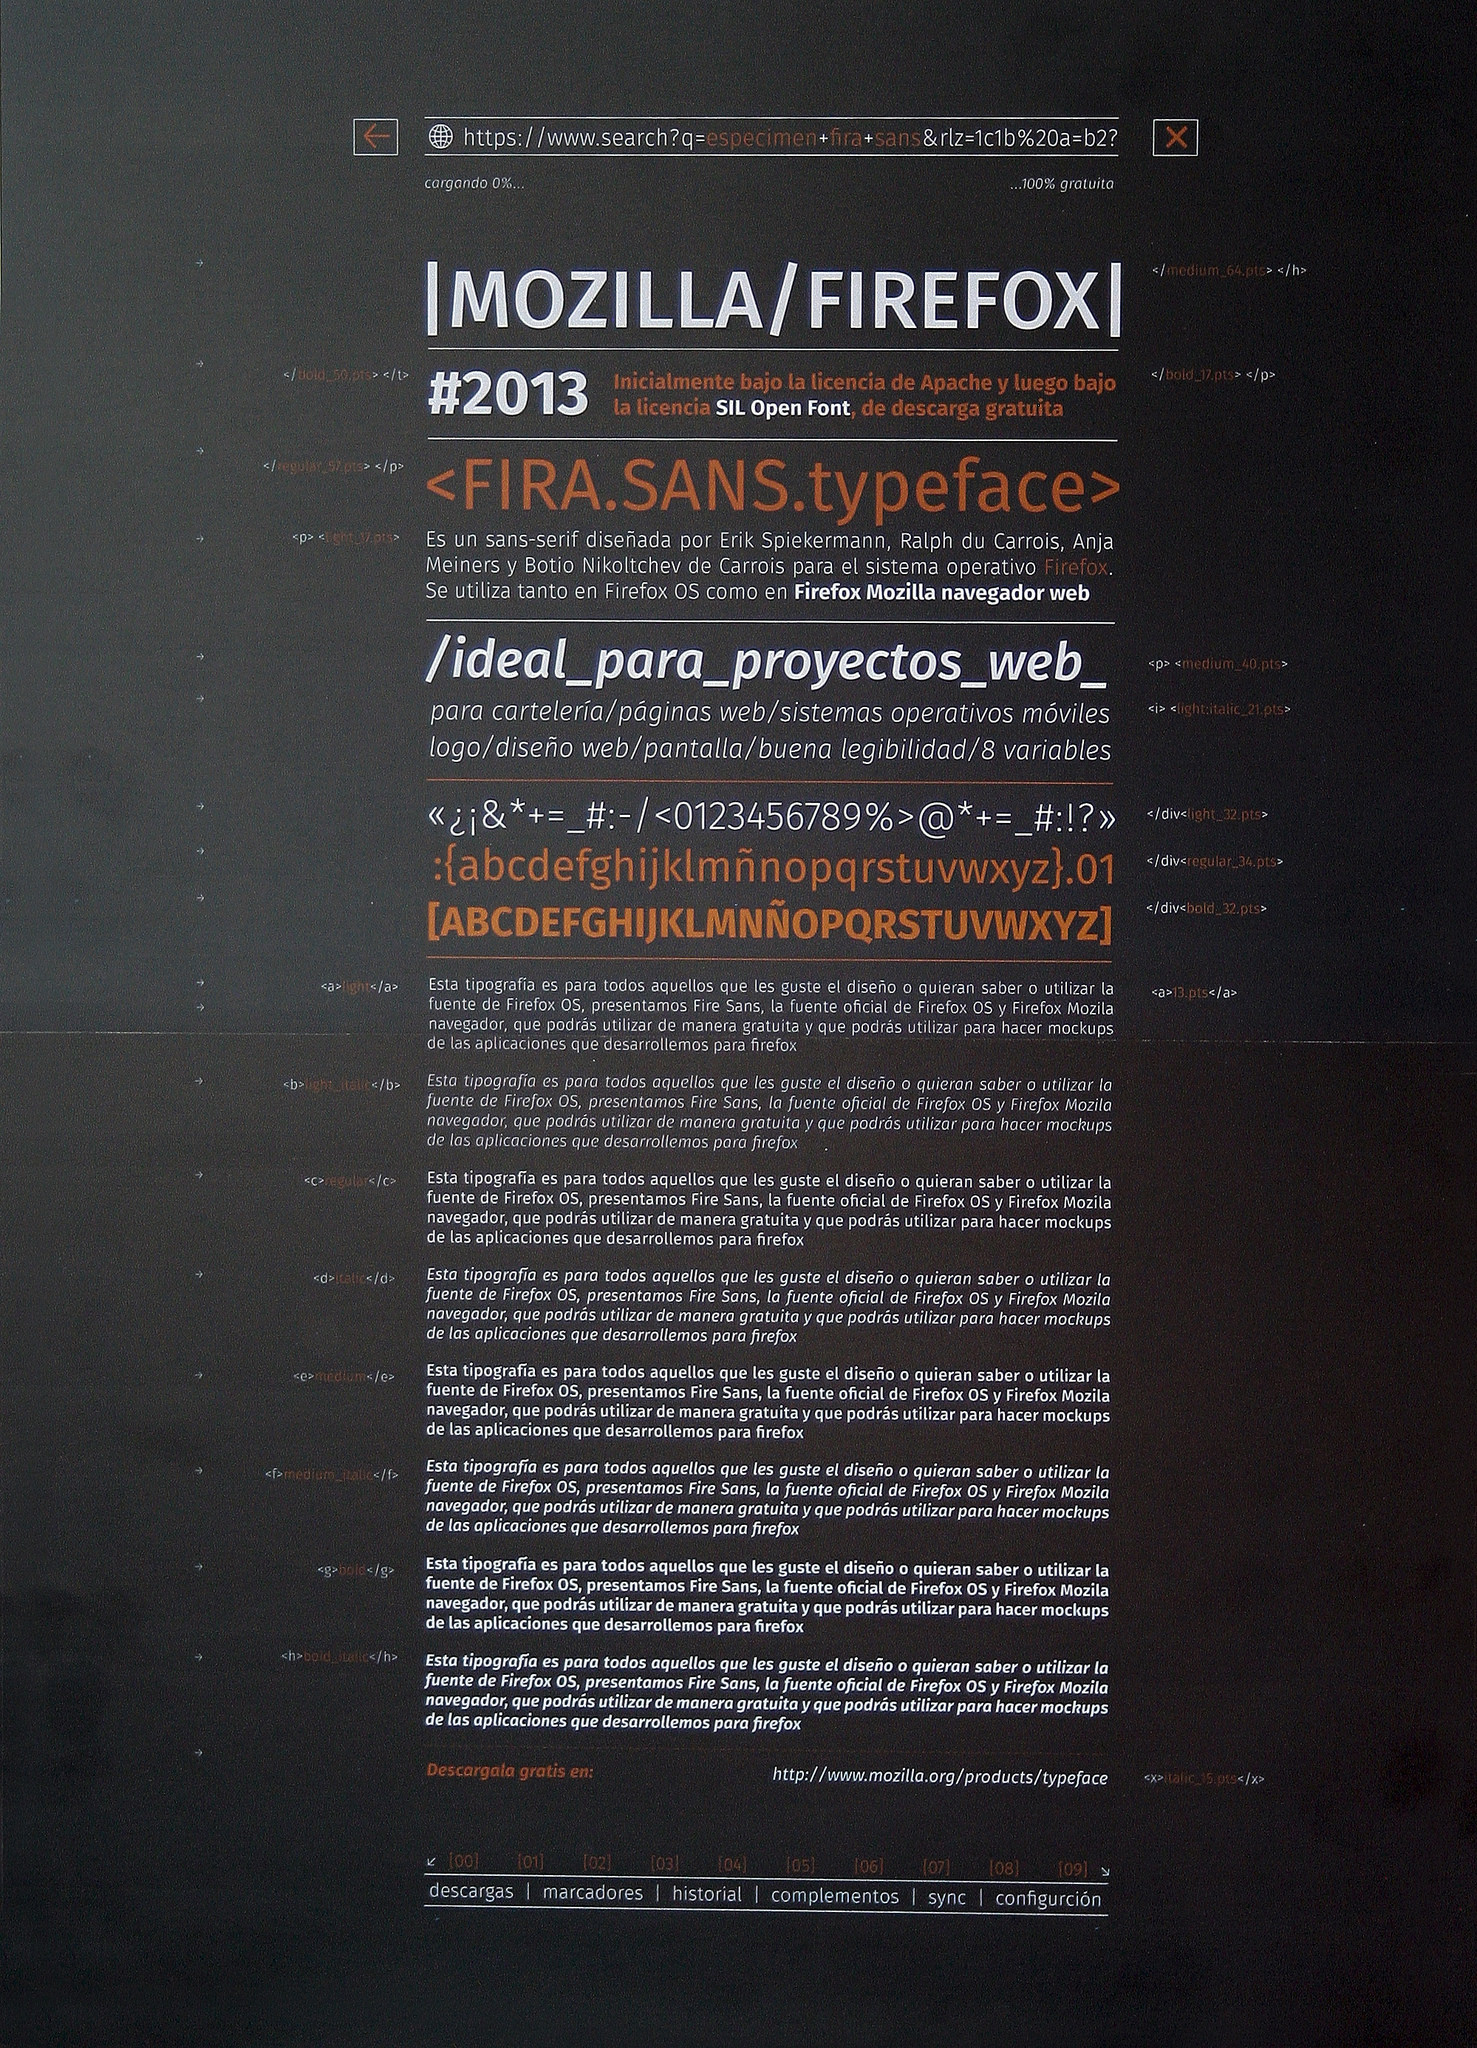 ← https://www.search?q=especimen+fira+sans&rlz=1c1b%20a=b2? ×
cargando 0%... ...100% gratuita
→ |MOZILLA/FIREFOX| </medium_64.pts> </h>
→ </bold_50.pts> </t> #2013 Inicialmente bajo la licencia de Apache y luego bajo </bold_17.pts> </p>
la licencia SIL Open Font, de descarga gratuita
→ </regular_57.pts> </p> <FIRA.SANS.typeface>
→ <p> <light_17.pts> Es un sans-serif diseñada por Erik Spiekermann, Ralph du Carrois, Anja
Meiners y Botio Nikoltchev de Carrois para el sistema operativo Firefox.
Se utiliza tanto en Firefox OS como en Firefox Mozilla navegador web
→ /ideal_para_proyectos_web_ <p> <medium_40.pts>
→ para cartelería/páginas web/sistemas operativos móviles <i> <light;italic_21.pts>
logo/diseño web/pantalla/buena legibilidad/8 variables
→ «¿¡&*+=_#:-/<0123456789%>@*+=_#:!?» </div<light_32.pts>
→ :{abcdefghijklmñnopqrstuvwxyz}.01 </div<regular_34.pts>
→ [ABCDEFGHIJKLMNÑOPQRSTUVWXYZ] </div<bold_32.pts>
→ <a>light</a> Esta tipografía es para todos aquellos que les guste el diseño o quieran saber o utilizar la <a>13.pts</a>
→ fuente de Firefox OS, presentamos Fire Sans, la fuente oficial de Firefox OS y Firefox Mozila
navegador, que podrás utilizar de manera gratuita y que podrás utilizar para hacer mockups
de las aplicaciones que desarrollemos para firefox
→ <b>light_italic</b> Esta tipografía es para todos aquellos que les guste el diseño o quieran saber o utilizar la
fuente de Firefox OS, presentamos Fire Sans, la fuente oficial de Firefox OS y Firefox Mozila
navegador, que podrás utilizar de manera gratuita y que podrás utilizar para hacer mockups
de las aplicaciones que desarrollemos para firefox
→ <c>regular</c> Esta tipografía es para todos aquellos que les guste el diseño o quieran saber o utilizar la
fuente de Firefox OS, presentamos Fire Sans, la fuente oficial de Firefox OS y Firefox Mozila
navegador, que podrás utilizar de manera gratuita y que podrás utilizar para hacer mockups
de las aplicaciones que desarrollemos para firefox
→ <d>italic</d> Esta tipografía es para todos aquellos que les guste el diseño o quieran saber o utilizar la
fuente de Firefox OS, presentamos Fire Sans, la fuente oficial de Firefox OS y Firefox Mozila
navegador, que podrás utilizar de manera gratuita y que podrás utilizar para hacer mockups
de las aplicaciones que desarrollemos para firefox
→ <e>medium</e> Esta tipografía es para todos aquellos que les guste el diseño o quieran saber o utilizar la
fuente de Firefox OS, presentamos Fire Sans, la fuente oficial de Firefox OS y Firefox Mozila
navegador, que podrás utilizar de manera gratuita y que podrás utilizar para hacer mockups
de las aplicaciones que desarrollemos para firefox
→ <f>medium_italic</f> Esta tipografía es para todos aquellos que les guste el diseño o quieran saber o utilizar la
fuente de Firefox OS, presentamos Fire Sans, la fuente oficial de Firefox OS y Firefox Mozila
navegador, que podrás utilizar de manera gratuita y que podrás utilizar para hacer mockups
de las aplicaciones que desarrollemos para firefox
→ <g>bold</g> Esta tipografía es para todos aquellos que les guste el diseño o quieran saber o utilizar la
fuente de Firefox OS, presentamos Fire Sans, la fuente oficial de Firefox OS y Firefox Mozila
navegador, que podrás utilizar de manera gratuita y que podrás utilizar para hacer mockups
de las aplicaciones que desarrollemos para firefox
→ <h>bold_italic</h> Esta tipografía es para todos aquellos que les guste el diseño o quieran saber o utilizar la
fuente de Firefox OS, presentamos Fire Sans, la fuente oficial de Firefox OS y Firefox Mozila
navegador, que podrás utilizar de manera gratuita y que podrás utilizar para hacer mockups
de las aplicaciones que desarrollemos para firefox
→ Descargala gratis en: http://www.mozilla.org/products/typeface <x>italic_15.pts</x>
↙ [00] [01] [02] [03] [04] [05] [06] [07] [08] [09] ↘
descargas | marcadores | historial | complementos | sync | configurción